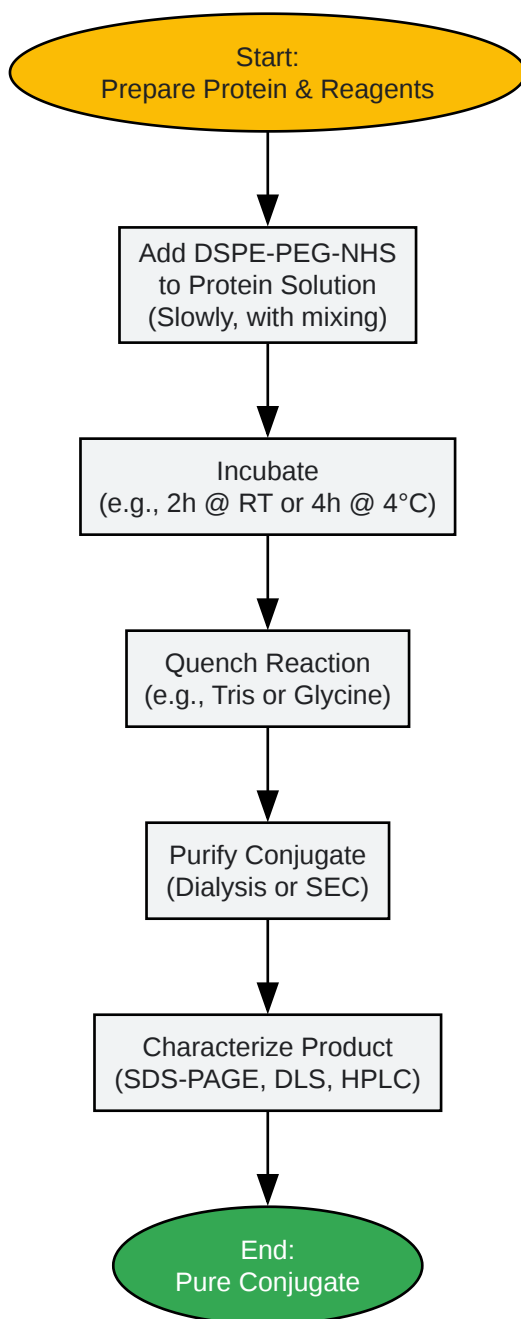 Start:
Prepare Protein & Reagents
Add DSPE-PEG-NHS
to Protein Solution
(Slowly, with mixing)
Incubate
(e.g., 2h @ RT or 4h @ 4°C)
Quench Reaction
(e.g., Tris or Glycine)
Purify Conjugate
(Dialysis or SEC)
Characterize Product
(SDS-PAGE, DLS, HPLC)
End:
Pure Conjugate